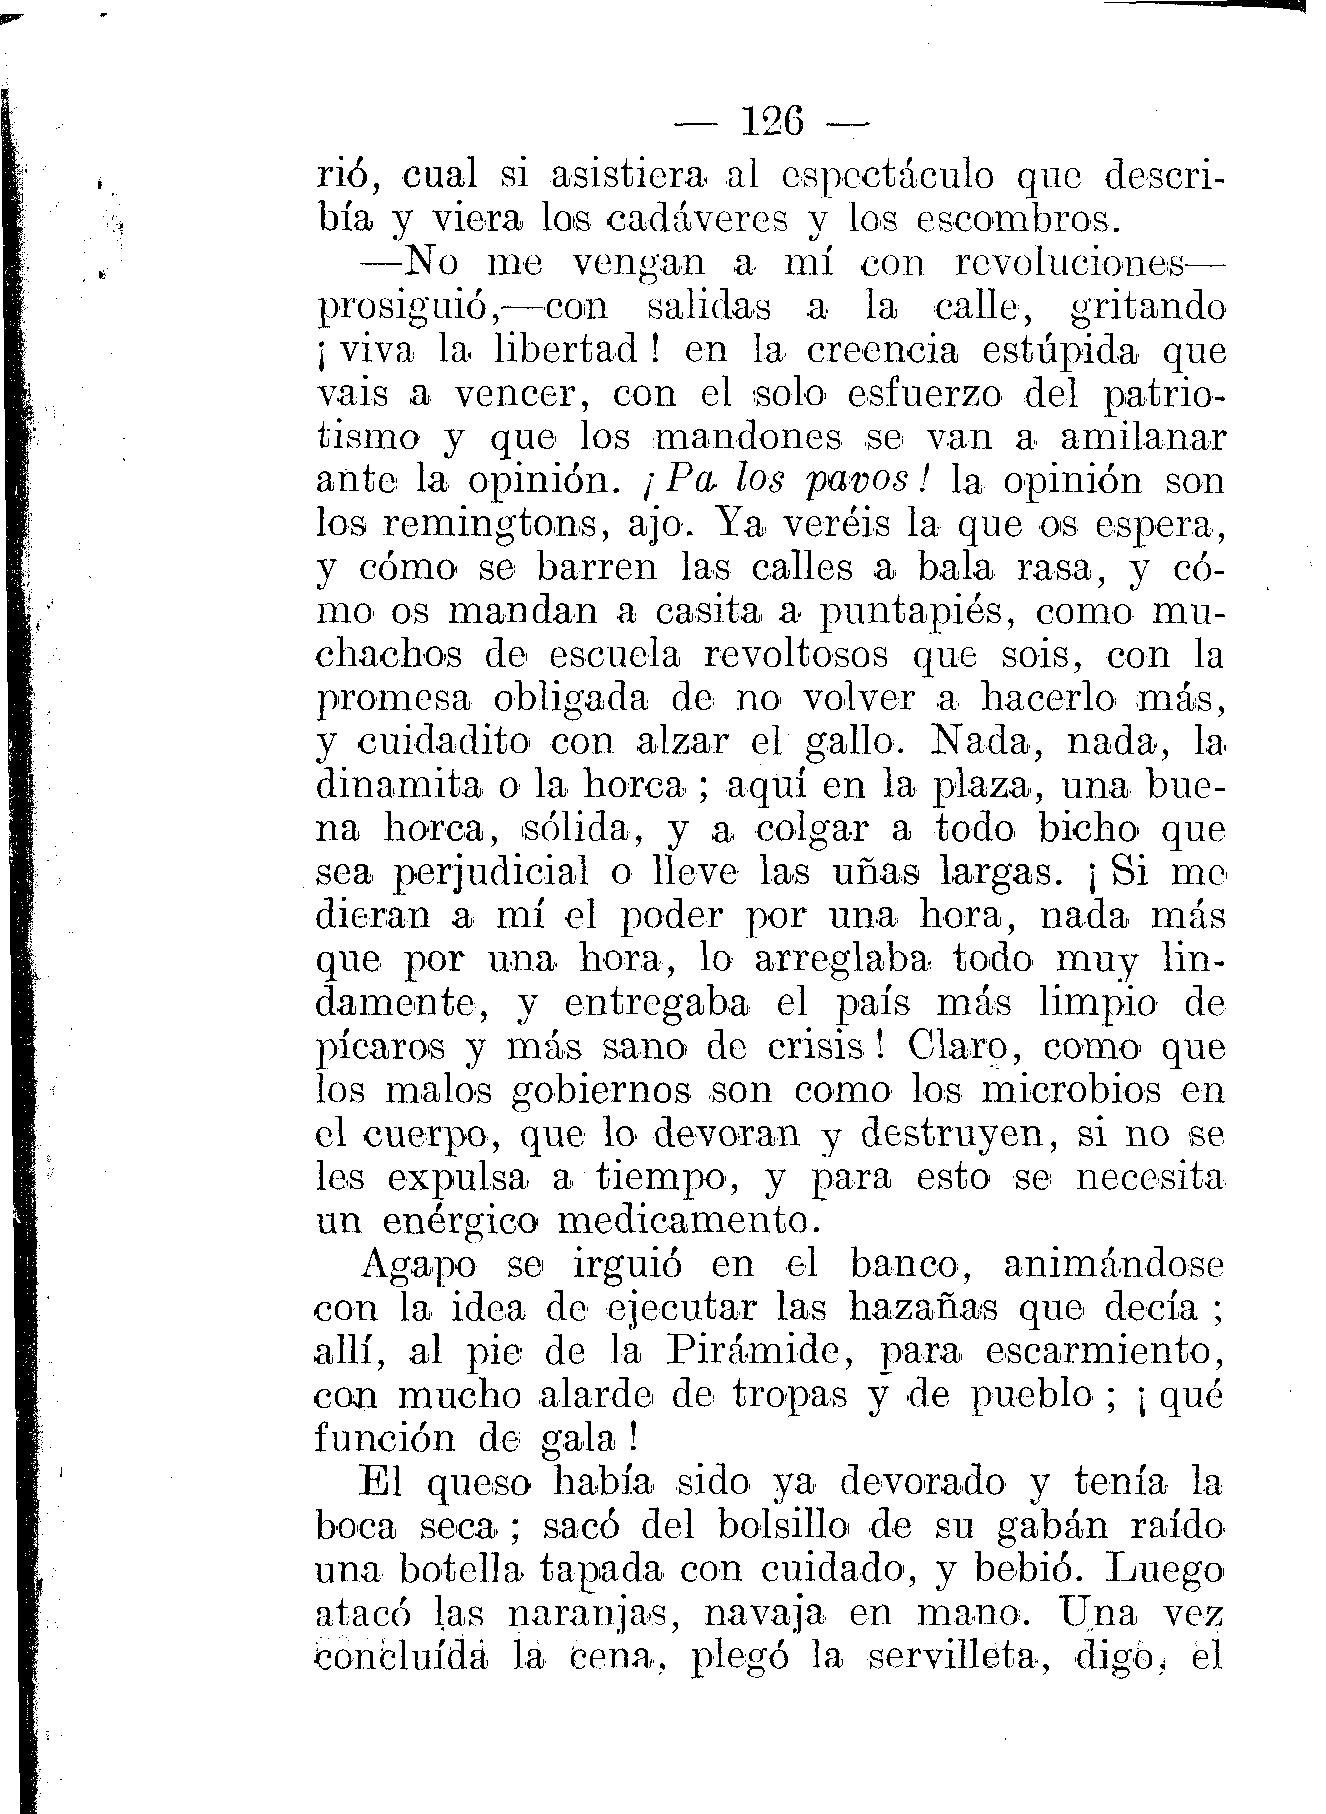 — 126 —
rió, cual si asistiera al espectáculo que descri-
bía y viera los cadáveres y los escombros.
—No me vengan a mí con revoluciones—
prosiguió,—con salidas a la calle, gritando
¡ viva la libertad ! en la creencia estúpida que
vais a vencer, con el solo esfuerzo del patrio-
tismo y que los mandones se van a amilanar
ante la opinión. ¡ Pa los pavos ! la opinión son
los remingtons, ajo. Ya veréis la que os espera,
y cómo se barren las calles a bala rasa, y có-
mo os mandan a casita a puntapiés, como mu-
chachos de escuela revoltosos que sois, con la
promesa obligada de no volver a hacerlo más,
y cuidadito con alzar el gallo. Nada, nada, la
dinamita o la horca ; aquí en la plaza, una bue-
na horca, sólida, y a colgar a todo bicho que
sea perjudicial o lleve las uñas largas. ¡ Si me
dieran a mí el poder por una hora, nada más
que por una hora, lo arreglaba todo muy lin-
damente, y entregaba el país más limpio de
pícaros y más sano de crisis ! Claro, como que
los malos gobiernos son como los microbios en
el cuerpo, que lo devoran y destruyen, si no se
les expulsa a tiempo, y para esto se necesita
un enérgico medicamento.
Agapo se irguió en el banco, animándose
con la idea de ejecutar las hazañas que decía ;
allí, al pie de la Pirámide, para escarmiento,
con mucho alarde de tropas y de pueblo ; ¡ qué
función de gala !
El queso había sido ya devorado y tenía la
boca seca ; sacó del bolsillo de su gabán raído
una botella tapada con cuidado, y bebió. Luego
atacó las naranjas, navaja en mano. Una vez
concluída la cena, plegó la servilleta, digo, el